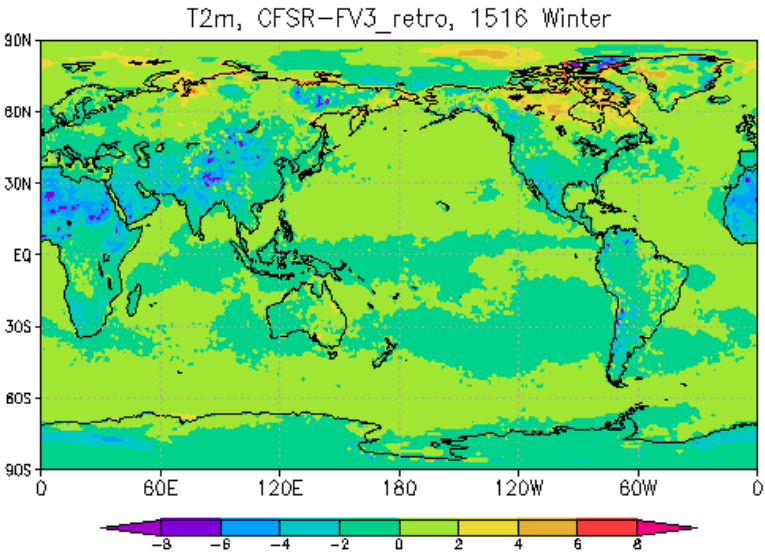 T2m, CFSR-FV3_retro, 1516 Winter
90N
60N
30N
EQ
30S
60S
90S
0 60E 120E 180 120W 60W 0
-8 -6 -4 -2 0 2 4 6 8